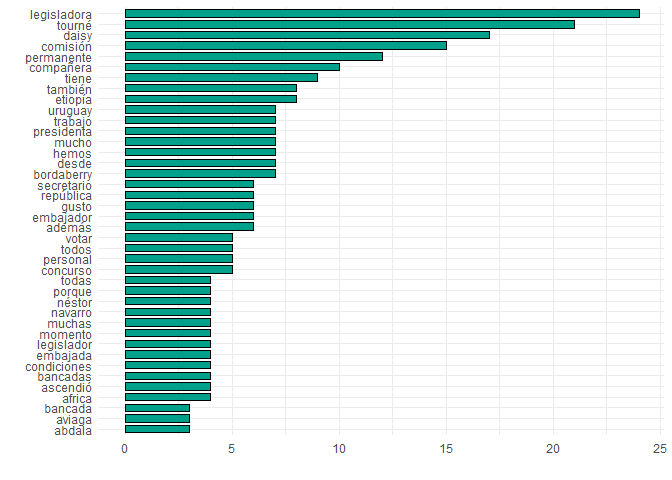 legisladora
tourné
daisy
comisión
permanente
compañera
tiene
también
etiopía
uruguay
trabajo
presidenta
mucho
hemos
desde
bordaberry
secretario
república
gusto
embajador
además
votar
todos
personal
concurso
todas
porque
néstor
navarro
muchas
momento
legislador
embajada
condiciones
bancadas
ascendió
africa
bancada
aviaga
abdala
0 5 10 15 20 25